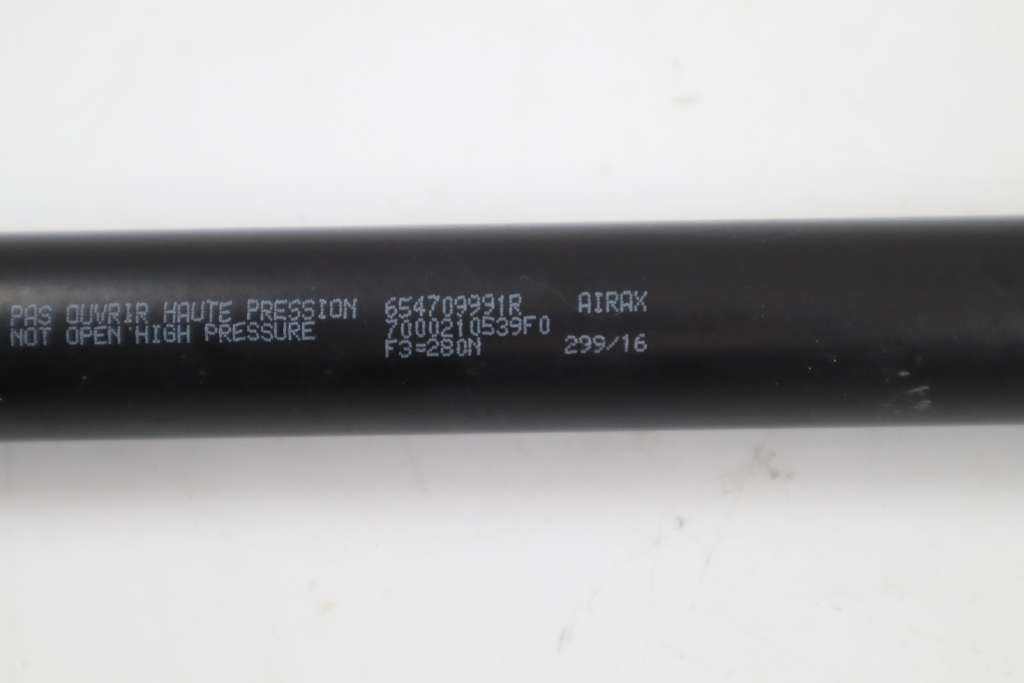 PAS OUVRIR HAUTE PRESSION 654709991R AIRAX
NOT OPEN HIGH PRESSURE 7000210539F0
F3=280N 299/16